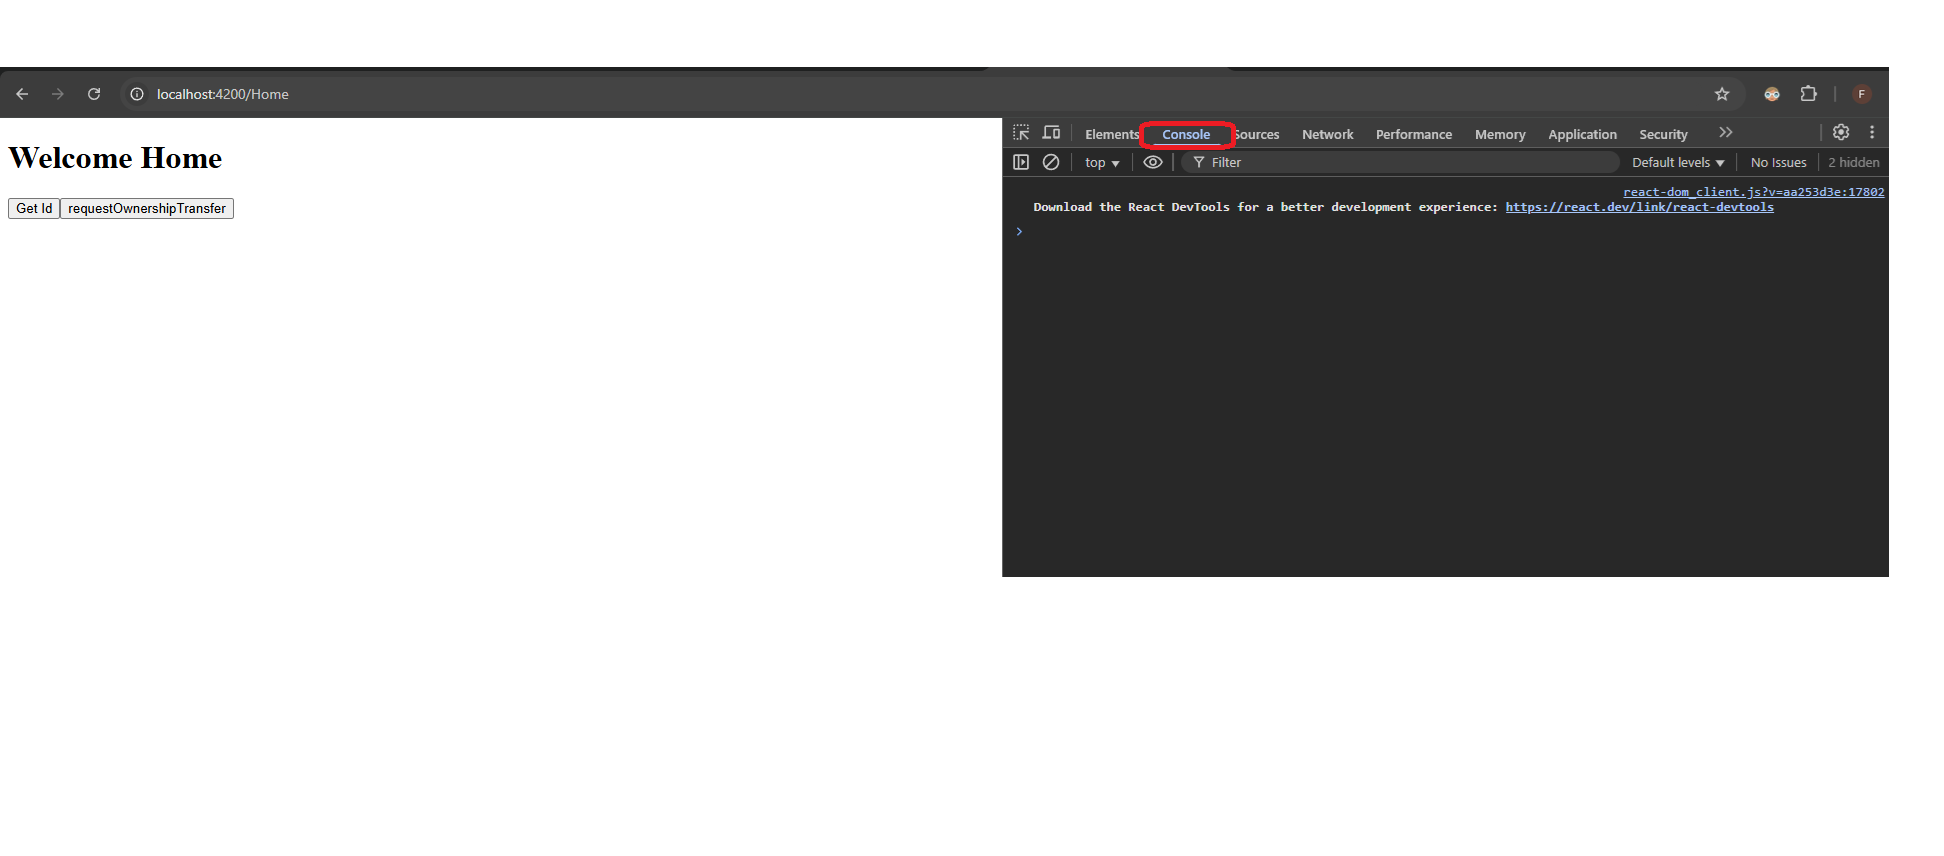 localhost:4200/Home
Welcome Home
Get Id requestOwnershipTransfer
Elements Console Sources Network Performance Memory Application Security
top Filter Default levels No Issues 2 hidden
react-dom_client.js?v=aa253d3e:17802
Download the React DevTools for a better development experience: https://react.dev/link/react-devtools
F